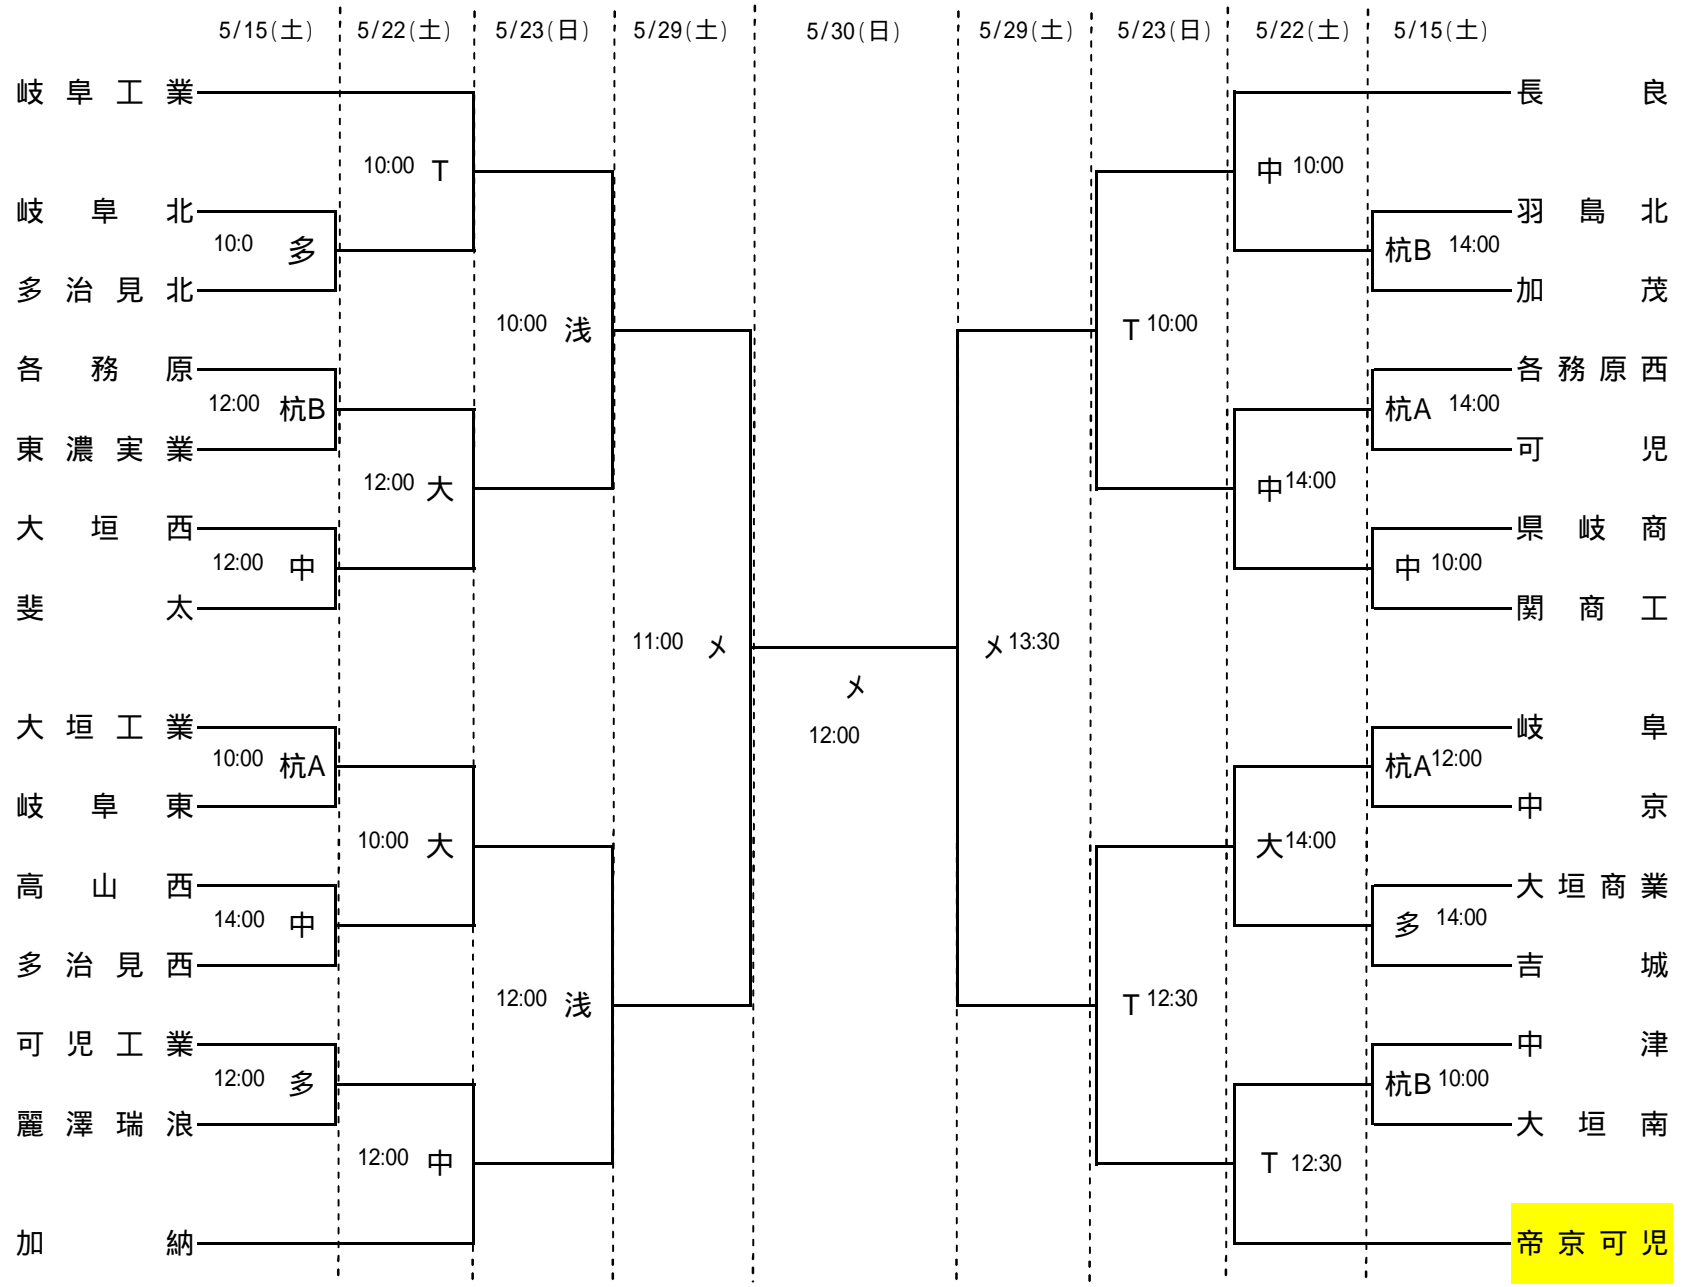 5/15(土) 5/22(土) 5/23(日) 5/29(土) 5/30(日) 5/29(土) 5/23(日) 5/22(土) 5/15(土)
岐阜工業 長良
10:00 T 中 10:00
岐阜北 羽島北
10:0 多 杭B 14:00
多治見北 加茂
10:00 浅 T 10:00
各務原 各務原西
12:00 杭B 杭A 14:00
東濃実業 可児
12:00 大 中 14:00
大垣西 県岐商
12:00 中 中 10:00
斐太 関商工
11:00 メ メ 13:30
メ
12:00
大垣工業 岐阜
10:00 杭A 杭A 12:00
岐阜東 中京
10:00 大 大 14:00
高山西 大垣商業
14:00 中 多 14:00
多治見西 吉城
12:00 浅 T 12:30
可児工業 中津
12:00 多 杭B 10:00
麗澤瑞浪 大垣南
12:00 中 T 12:30
加納 帝京可児